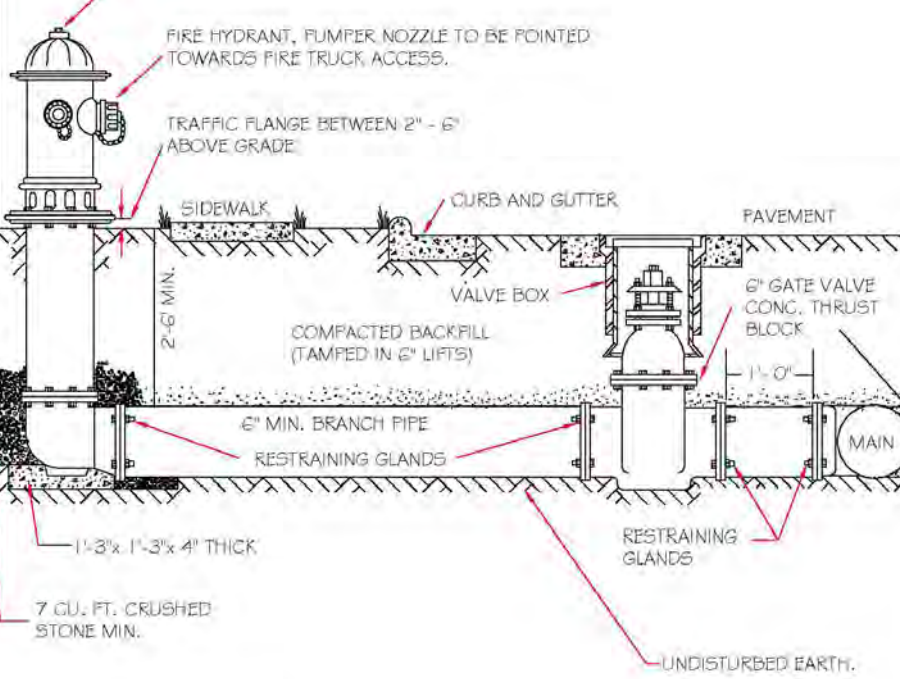 FIRE HYDRANT, PUMPER NOZZLE TO BE POINTED
TOWARDS FIRE TRUCK ACCESS.
TRAFFIC FLANGE BETWEEN 2" - 6"
ABOVE GRADE
SIDEWALK
CURB AND GUTTER
PAVEMENT
2'-6" MIN.
VALVE BOX
6" GATE VALVE
CONC. THRUST
BLOCK
COMPACTED BACKFILL
(TAMPED IN 6" LIFTS)
1'-0"
6" MIN. BRANCH PIPE
RESTRAINING GLANDS
MAIN
RESTRAINING
GLANDS
1'-3"x 1'-3"x 4" THICK
7 CU. FT. CRUSHED
STONE MIN.
UNDISTURBED EARTH.